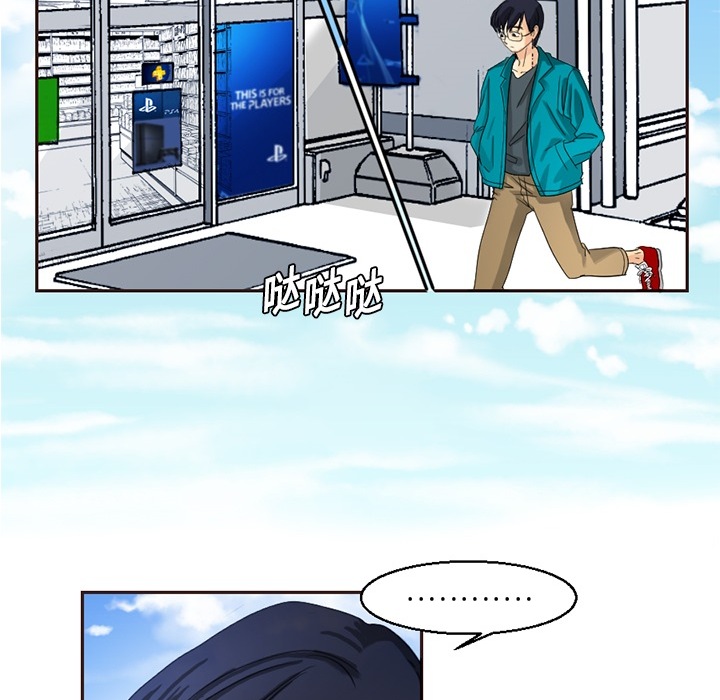 THIS IS FOR
THE PLAYERS
PS4
哒哒哒
............